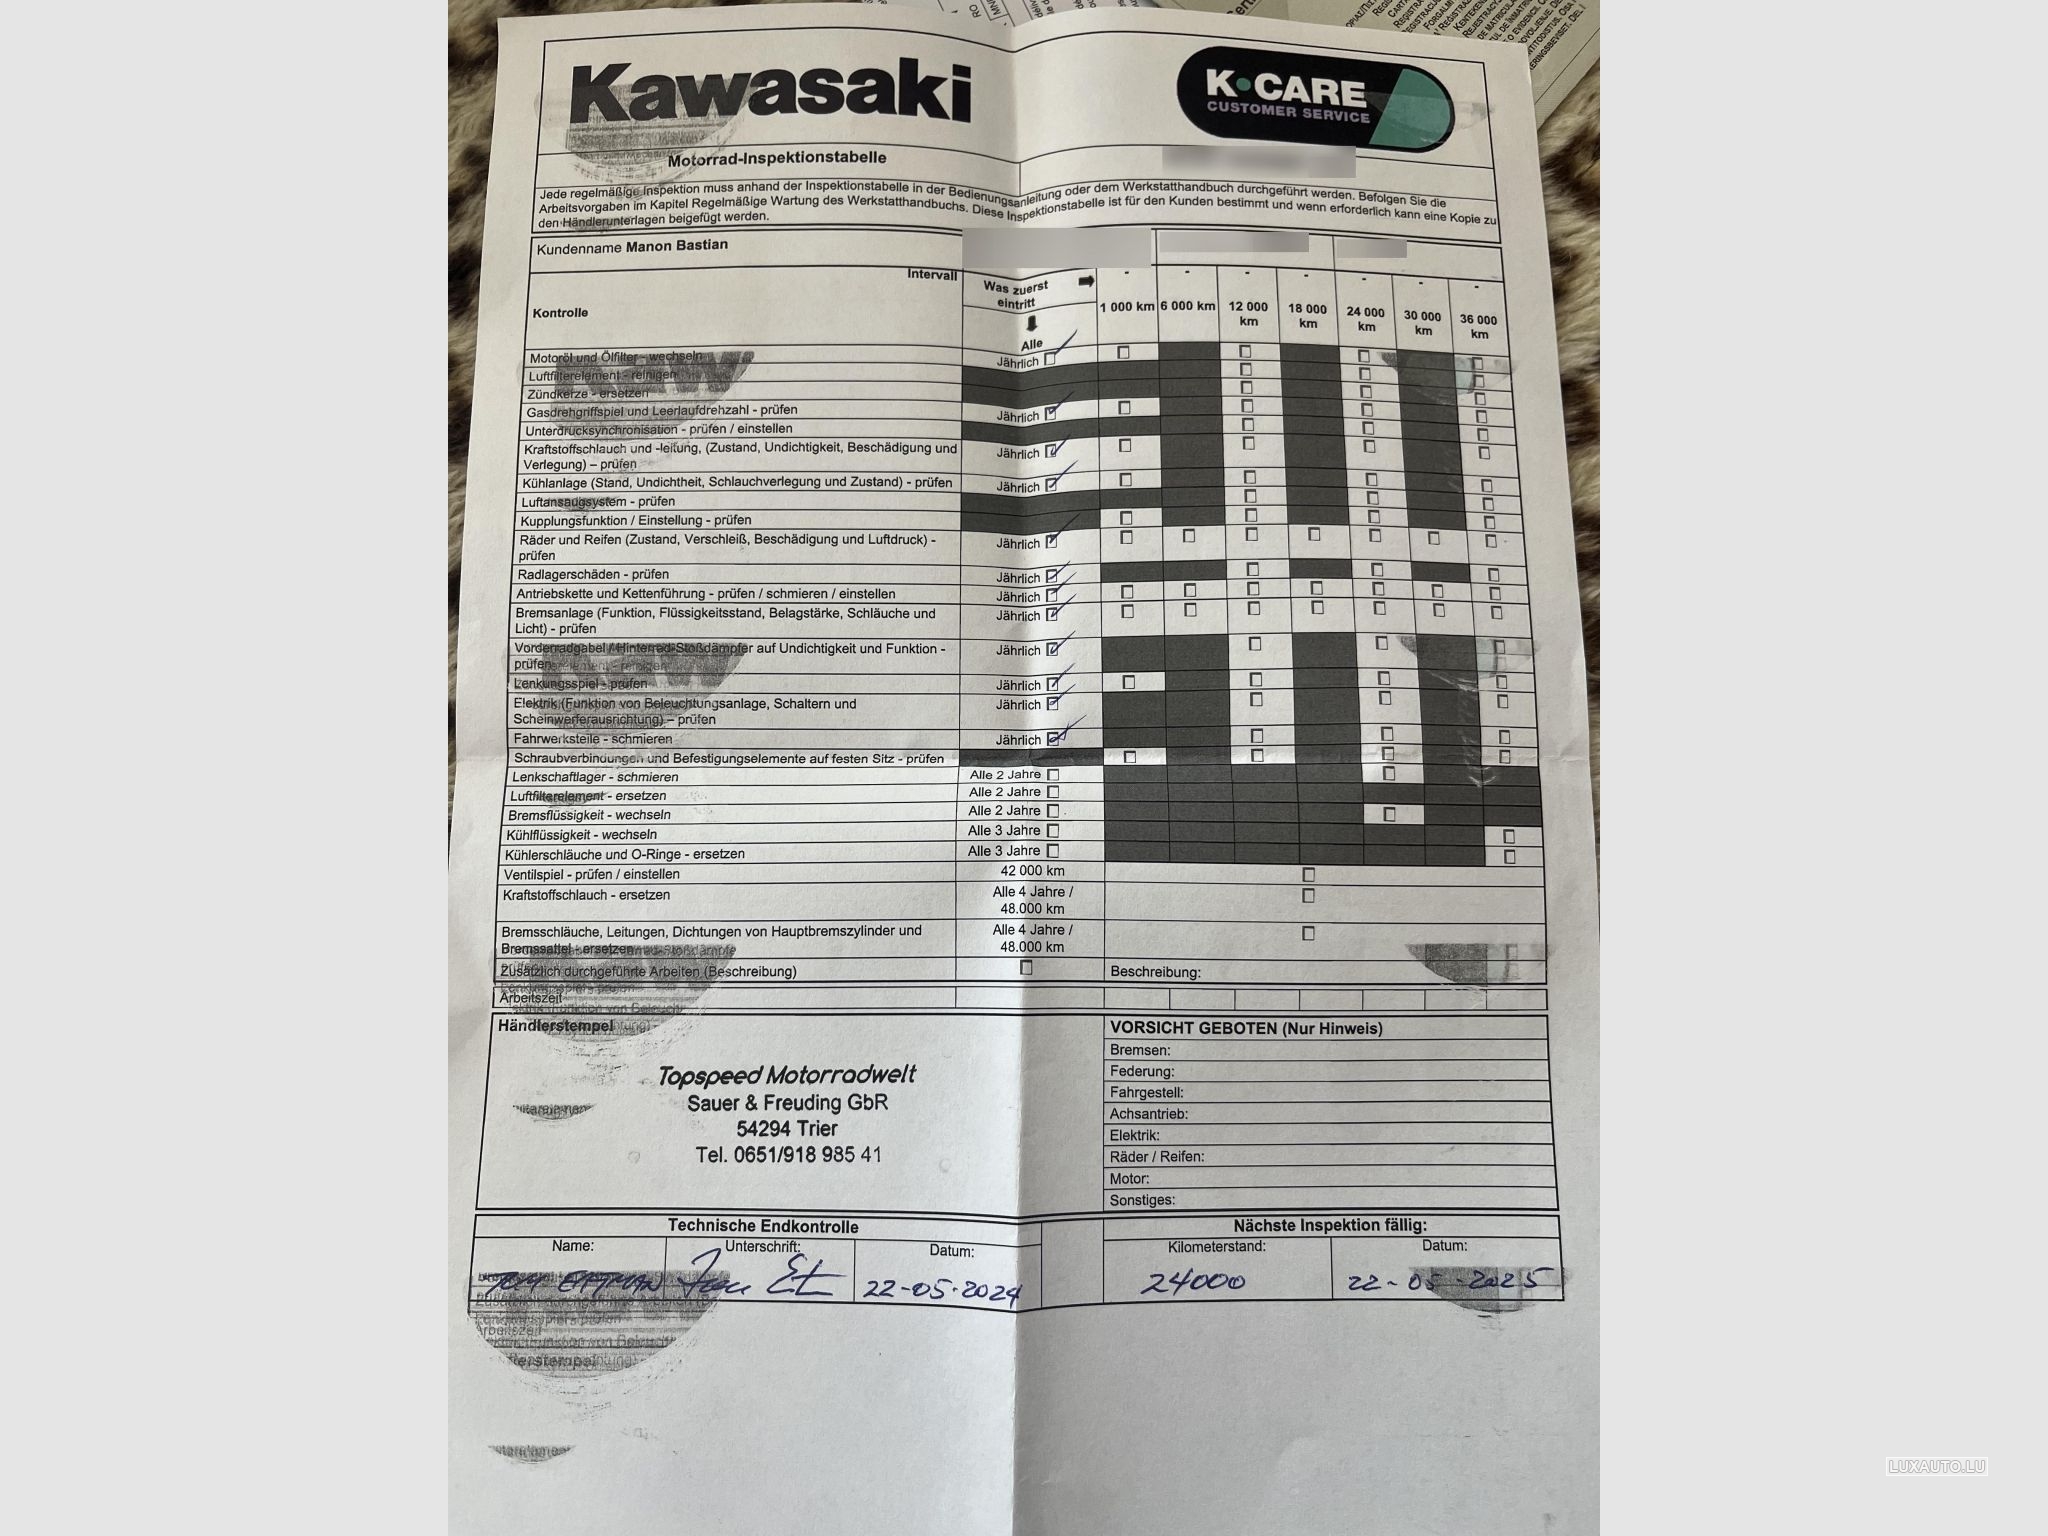 Kawasaki
K•CARE
CUSTOMER SERVICE
Motorrad-Inspektionstabelle
Jede regelmäßige Inspektion muss anhand der Inspektionstabelle in der Bedienungsanleitung oder dem Werkstatthandbuch durchgeführt werden. Befolgen Sie die
Arbeitsvorgaben im Kapitel Regelmäßige Wartung des Werkstatthandbuchs. Diese Inspektionstabelle ist für den Kunden bestimmt und wenn erforderlich kann eine Kopie zu
den Händlerunterlagen beigefügt werden.
Kundenname Manon Bastian
Intervall
Kontrolle
Was zuerst
eintritt
Alle
- - - - - - -
1 000 km 6 000 km 12 000 km 18 000 km 24 000 km 30 000 km 36 000 km
Motoröl und Ölfilter - wechseln Jährlich
Luftfilterelement - reinigen
Zündkerze - ersetzen
Gasdrehgriffspiel und Leerlaufdrehzahl - prüfen Jährlich
Unterdrucksynchronisation - prüfen / einstellen
Kraftstoffschlauch und -leitung, (Zustand, Undichtigkeit, Beschädigung und
Verlegung) – prüfen Jährlich
Kühlanlage (Stand, Undichtheit, Schlauchverlegung und Zustand) - prüfen Jährlich
Luftansaugsystem - prüfen
Kupplungsfunktion / Einstellung - prüfen
Räder und Reifen (Zustand, Verschleiß, Beschädigung und Luftdruck) -
prüfen Jährlich
Radlagerschäden - prüfen Jährlich
Antriebskette und Kettenführung - prüfen / schmieren / einstellen Jährlich
Bremsanlage (Funktion, Flüssigkeitsstand, Belagstärke, Schläuche und
Licht) - prüfen Jährlich
Vorderradgabel / Hinterrad-Stoßdämpfer auf Undichtigkeit und Funktion -
prüfen Jährlich
Lenkungsspiel - prüfen Jährlich
Elektrik (Funktion von Beleuchtungsanlage, Schaltern und
Scheinwerferausrichtung) – prüfen Jährlich
Fahrwerksteile - schmieren Jährlich
Schraubverbindungen und Befestigungselemente auf festen Sitz - prüfen
Lenkschaftlager - schmieren Alle 2 Jahre
Luftfilterelement - ersetzen Alle 2 Jahre
Bremsflüssigkeit - wechseln Alle 2 Jahre
Kühlflüssigkeit - wechseln Alle 3 Jahre
Kühlerschläuche und O-Ringe - ersetzen Alle 3 Jahre
Ventilspiel - prüfen / einstellen 42 000 km
Kraftstoffschlauch - ersetzen Alle 4 Jahre /
48.000 km
Bremsschläuche, Leitungen, Dichtungen von Hauptbremszylinder und
Bremssattel - ersetzen Alle 4 Jahre /
48.000 km
Zusätzlich durchgeführte Arbeiten (Beschreibung) Beschreibung:
Arbeitszeit
Händlerstempel
Topspeed Motorradwelt
Sauer & Freuding GbR
54294 Trier
Tel. 0651/918 985 41
VORSICHT GEBOTEN (Nur Hinweis)
Bremsen:
Federung:
Fahrgestell:
Achsantrieb:
Elektrik:
Räder / Reifen:
Motor:
Sonstiges:
Technische Endkontrolle
Name: Unterschrift: Datum:
22-05-2024
Nächste Inspektion fällig:
Kilometerstand: Datum:
24000 22-05-2025
LUXAUTO.LU